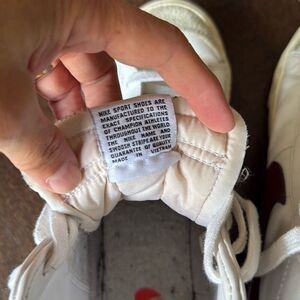 NIKE SPORT SHOES ARE
MANUFACTURED TO THE
EXACT SPECIFICATIONS
OF CHAMPION ATHLETES
THROUGHOUT THE WORLD
THE NIKE NAME AND
SWOOSH STRIPE ARE YOUR
GUARANTEE OF QUALITY
MADE IN VIETNAM